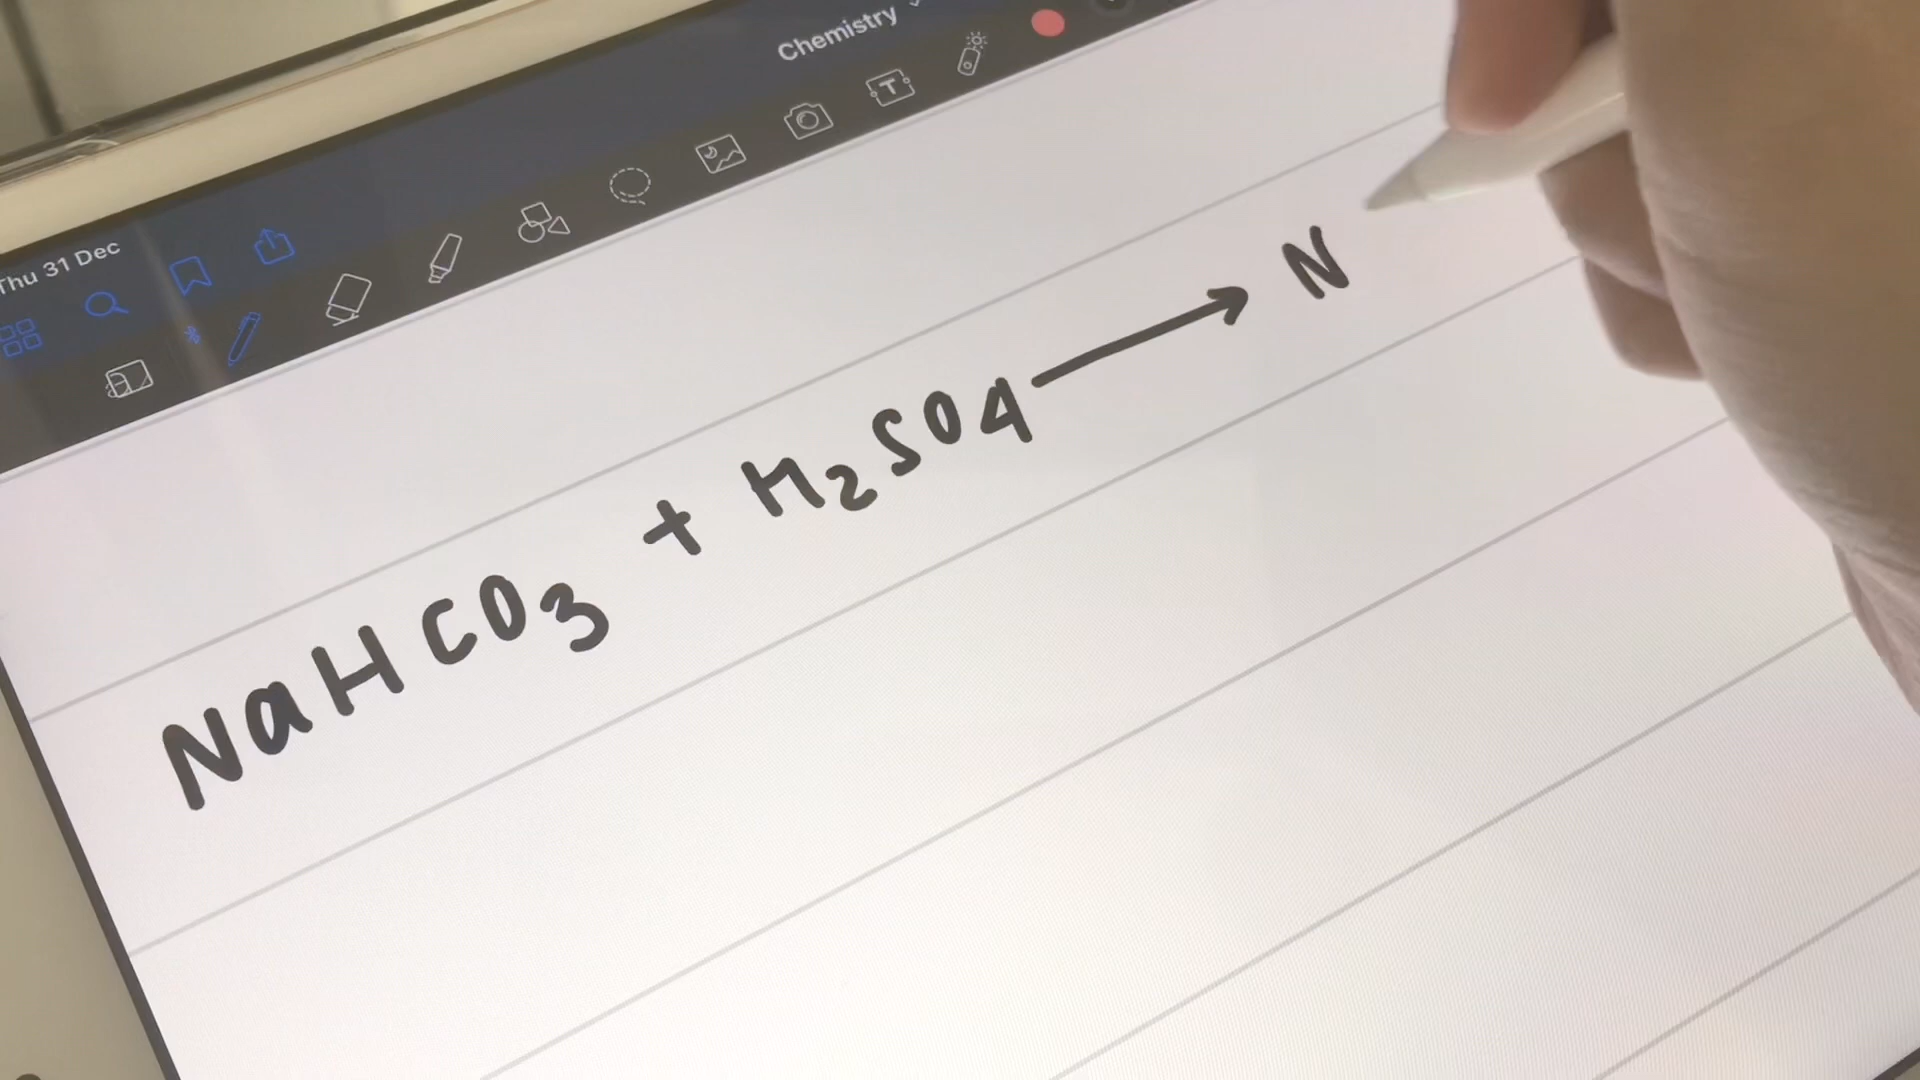 Chemistry
Thu 31 Dec
T
NaHCO3 + H2SO4 → N